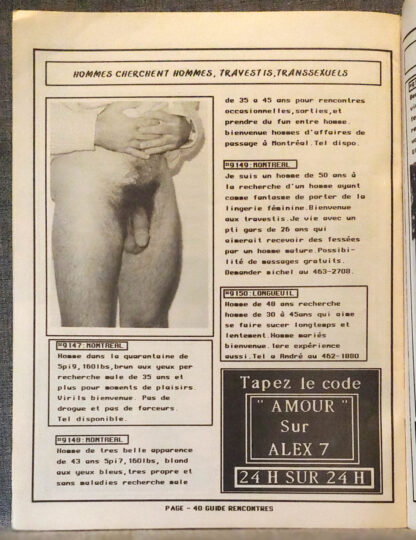 HOMMES CHERCHENT HOMMES, TRAVESTIS, TRANSSEXUELS
#9147:MONTREAL
Homme dans la quarantaine de
5pi9,160lbs,brun aux yeux per
recherche male de 35 ans et
plus pour moments de plaisirs.
Virils bienvenue. Pas de
drogue et pas de farceurs.
Tel disponible.
#9148:MONTREAL
Homme de tres belle apparence
de 43 ans 5pi7,160lbs, blond
aux yeux bleus,tres propre et
sans maladies recherche male
de 35 a 45 ans pour rencontres
occasionnelles,sorties,et
prendre du fun entre homme.
bienvenue hommes d'affaires de
passage à Montréal.Tel dispo.
#9149:MONTREAL
Je suis un homme de 50 ans à
la recherche d'un homme ayant
comme fantasme de porter de la
lingerie féminine.Bienvenue
aux travestis.Je vie avec un
pti gars de 26 ans qui
aimerait recevoir des fessées
par un homme mature.Possibi-
lité de massages gratuits.
Demander michel au 463-2708.
#9150:LONGUEUIL
Homme de 48 ans recherche
homme de 30 à 45ans qui aime
se faire sucer longtemps et
lentement.Homme mariés
bienvenue.1ere expérience
aussi.Tel a André au 462-1880
Tapez le code
" AMOUR "
Sur
ALEX 7
24 H SUR 24 H
PAGE - 40 GUIDE RENCONTRES